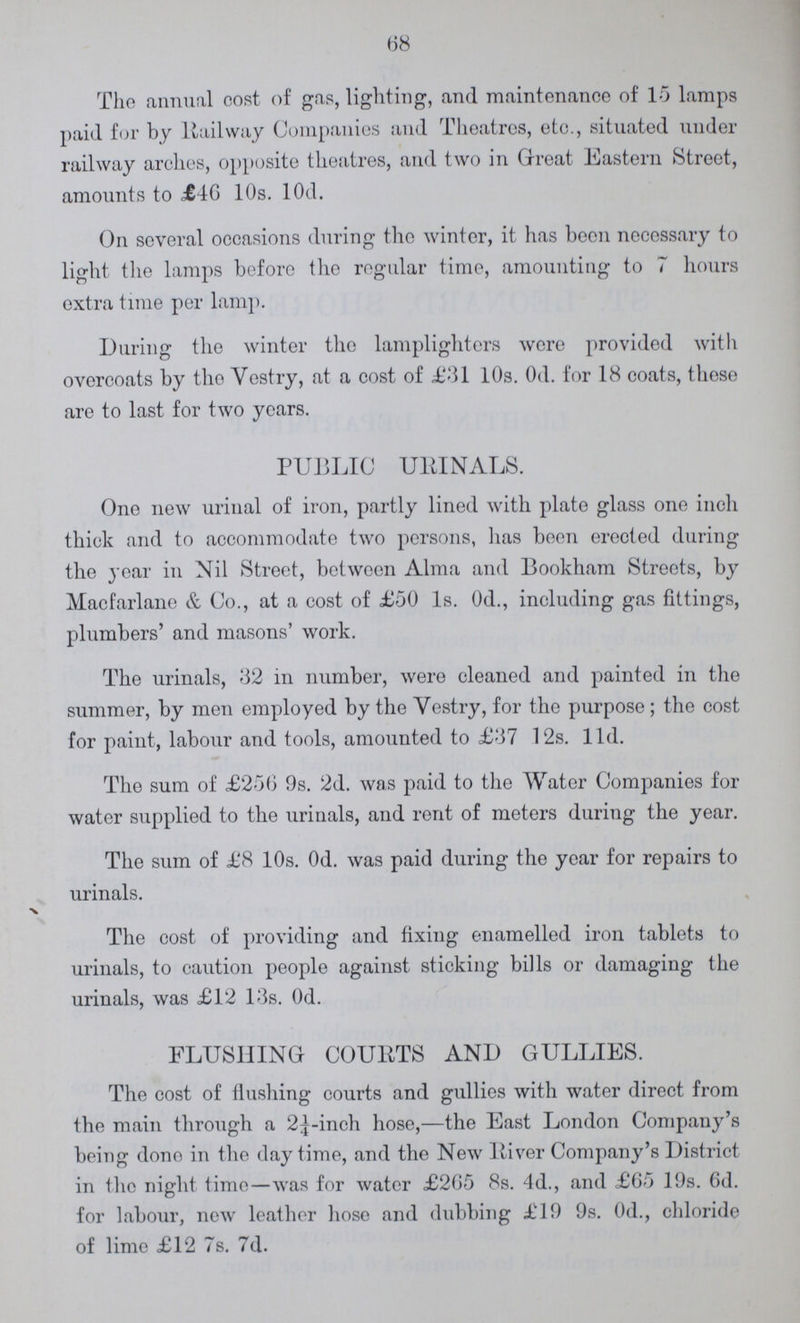 68
The annual cost of gas, lighting, and maintenance of 15 lamps
paid for by Railway Companies and Theatres, etc., situated under
railway arches, opposite theatres, and two in Great Eastern Street,
amounts to £46 10s. 10d.
On several occasions during the winter, it has been necessary to
light the lamps before the regular time, amounting to 7 hours
extra time per lamp.
During the winter the lamplighters were provided with
overcoats by the Vestry, at a cost of £31 10s. 0d. for 18 coats, these
are to last for two years.
PUBLIC URINALS.
One new urinal of iron, partly lined with plate glass one inch
thick and to accommodate two persons, has been erected during
the year in Nil Street, between Alma and Bookham Streets, by
Macfarlane & Co., at a cost of £50 1s. 0d., including gas fittings,
plumbers' and masons' work.
The urinals, 32 in number, were cleaned and painted in the
summer, by men employed by the Vestry, for the purpose; the cost
for paint, labour and tools, amounted to £37 12s. 11d.
The sum of £256 9s. 2d. was paid to the Water Companies for
water supplied to the urinals, and rent of meters during the year.
The sum of £8 10s. 0d. was paid during the year for repairs to
urinals.
The cost of providing and fixing enamelled iron tablets to
urinals, to caution people against sticking bills or damaging the
urinals, was £12 13s. 0d.
FLUSHING COURTS AND GULLIES.
The cost of flushing courts and gullies with water direct from
the main through a 2¼-inch hose,—the East London Company's
being done in the day time, and the New River Company's District
in the night time—was for water £265 8s. 4d., and £65 19s. 6d.
for labour, new leather hose and dubbing £19 9s. 0d., chloride
of lime £12 7s. 7d.